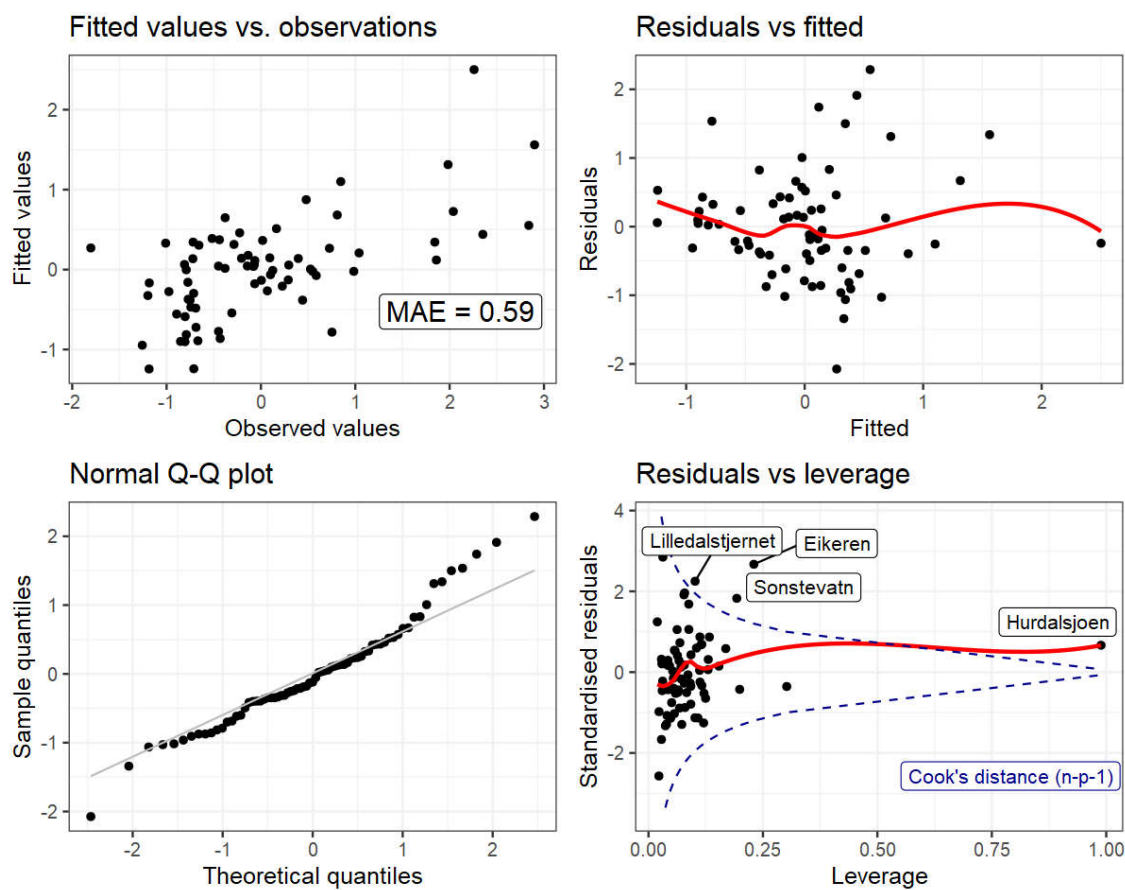 Fitted values vs. observations
Fitted values
2
1
0
-1
MAE = 0.59
-2 -1 0 1 2 3
Observed values
Residuals vs fitted
Residuals
2
1
0
-1
-2
-1 0 1 2
Fitted
Normal Q-Q plot
Sample quantiles
2
1
0
-1
-2
-2 -1 0 1 2
Theoretical quantiles
Residuals vs leverage
Standardised residuals
4
2
0
-2
Lilledalstjernet
Eikeren
Sonstevatn
Hurdalsjoen
Cook's distance (n-p-1)
0.00 0.25 0.50 0.75 1.00
Leverage